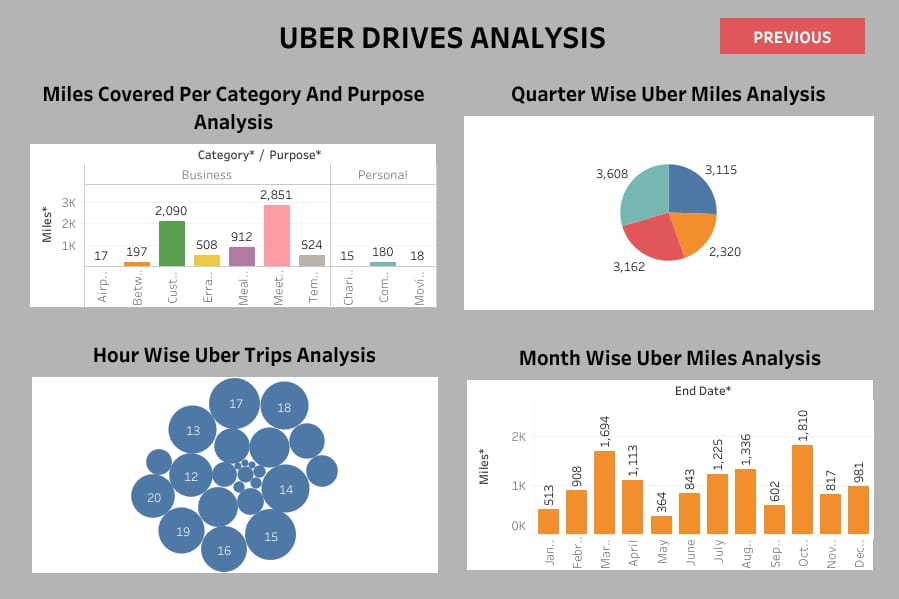 UBER DRIVES ANALYSIS
PREVIOUS
Miles Covered Per Category And Purpose
Analysis
Category* / Purpose*
Business Personal
Miles*
3K
2K
1K
17 197 2,090 508 912 2,851 524 15 180 18
Airp.. Betw.. Cust.. Erra.. Meal.. Meet.. Tem.. Chari.. Com.. Movi..
Quarter Wise Uber Miles Analysis
3,608 3,115
3,162 2,320
Hour Wise Uber Trips Analysis
17 18
13
12 14
20
19 15
16
Month Wise Uber Miles Analysis
End Date*
Miles*
2K
1K
0K
513 908 1,694 1,113 364 843 1,225 1,336 602 1,810 817 981
Jan.. Febr.. Mar.. April May June July Aug.. Sep.. Oct.. Nov.. Dec..